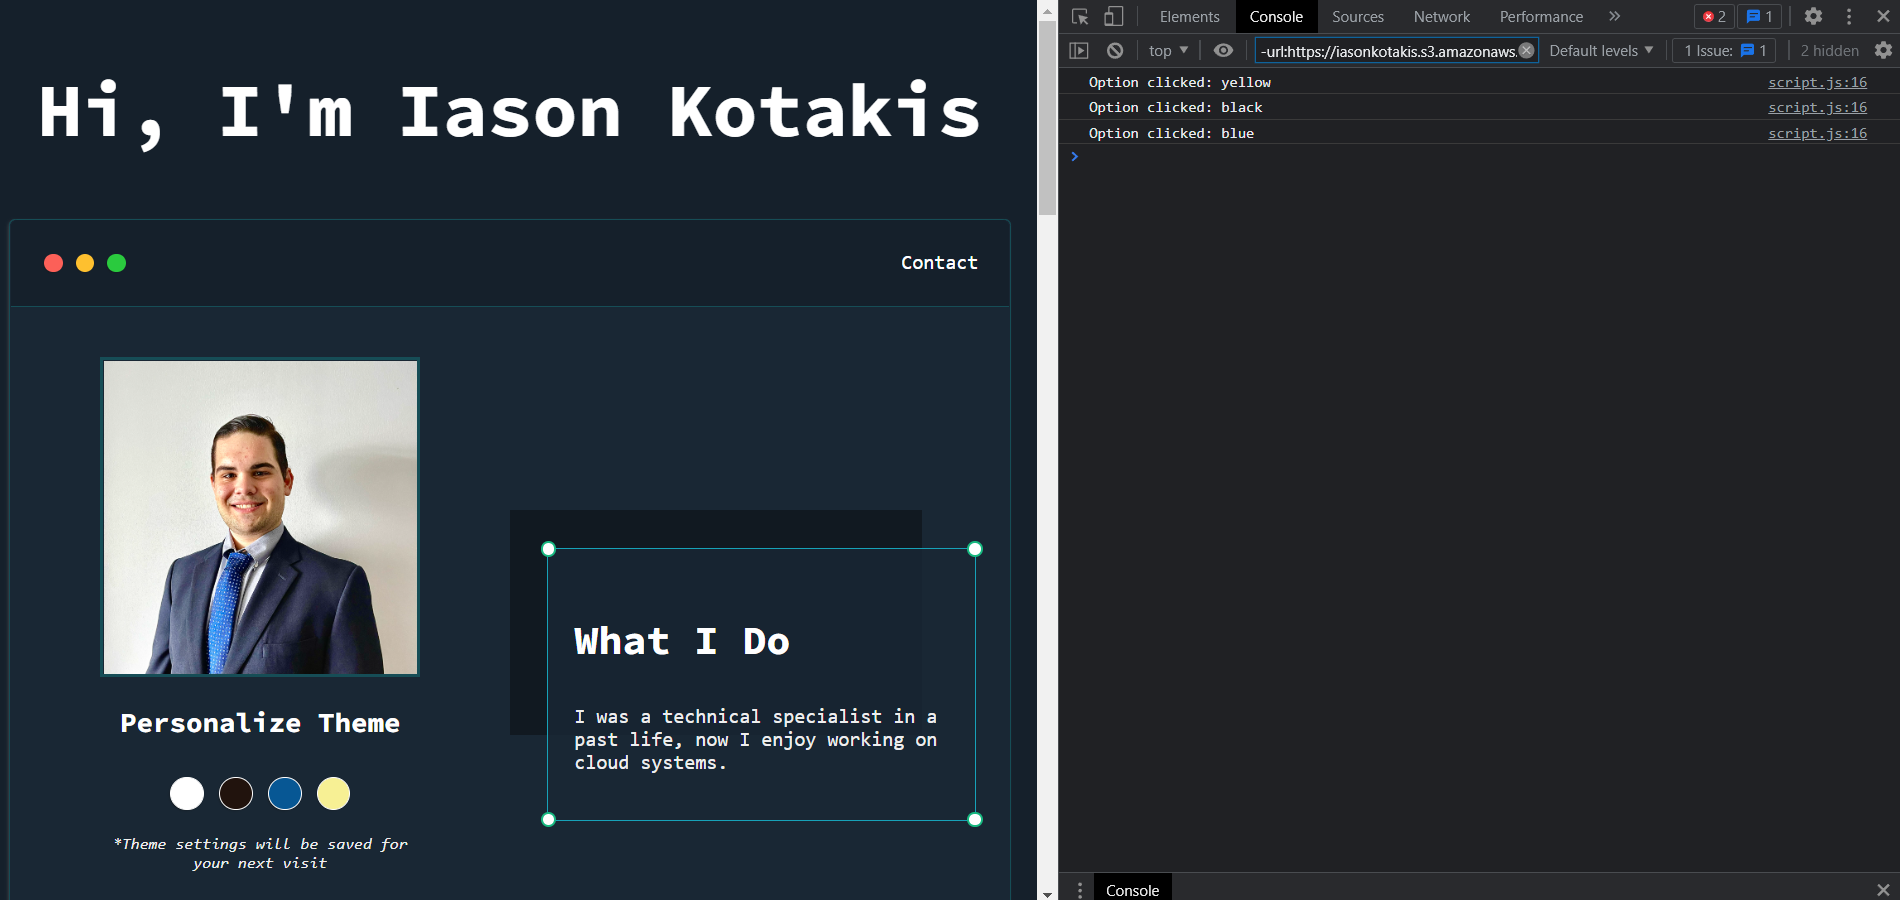 Hi, I'm Iason Kotakis
Contact
Personalize Theme
*Theme settings will be saved for
your next visit
What I Do
I was a technical specialist in a
past life, now I enjoy working on
cloud systems.
Elements Console Sources Network Performance » 2 1
top -url:https://iasonkotakis.s3.amazonaws. Default levels 1 Issue: 1 2 hidden
Option clicked: yellow script.js:16
Option clicked: black script.js:16
Option clicked: blue script.js:16
Console